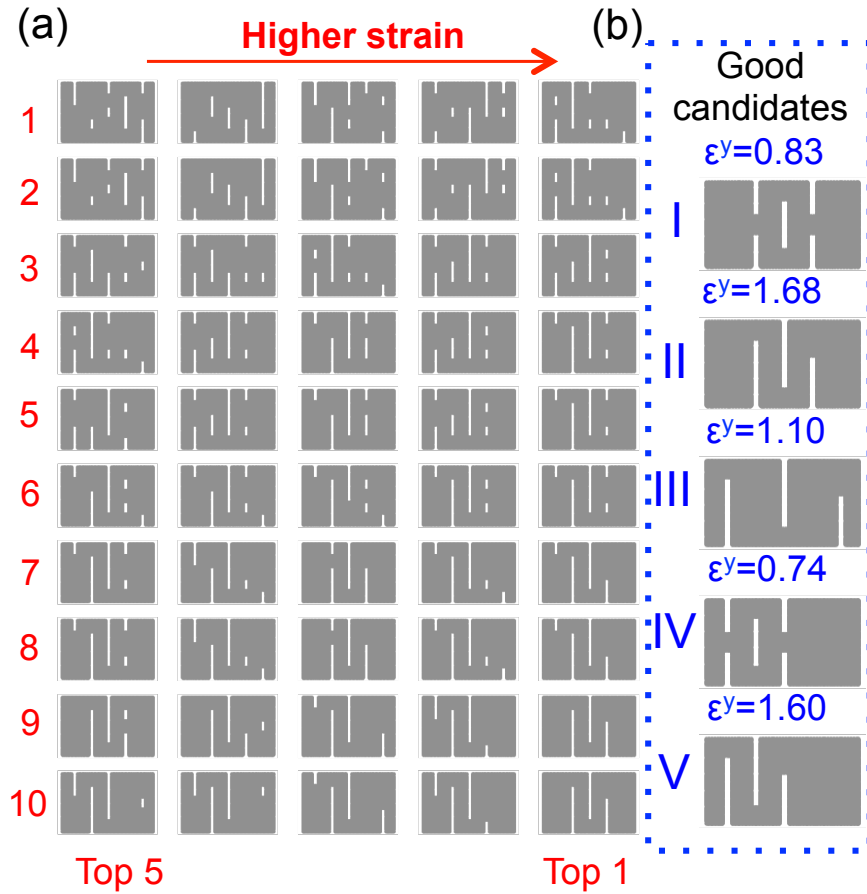 (a)
Higher strain
(b)
Good
candidates
1
2
3
4
5
6
7
8
9
10
Top 5
Top 1
εʸ=0.83
I
εʸ=1.68
II
εʸ=1.10
III
εʸ=0.74
IV
εʸ=1.60
V